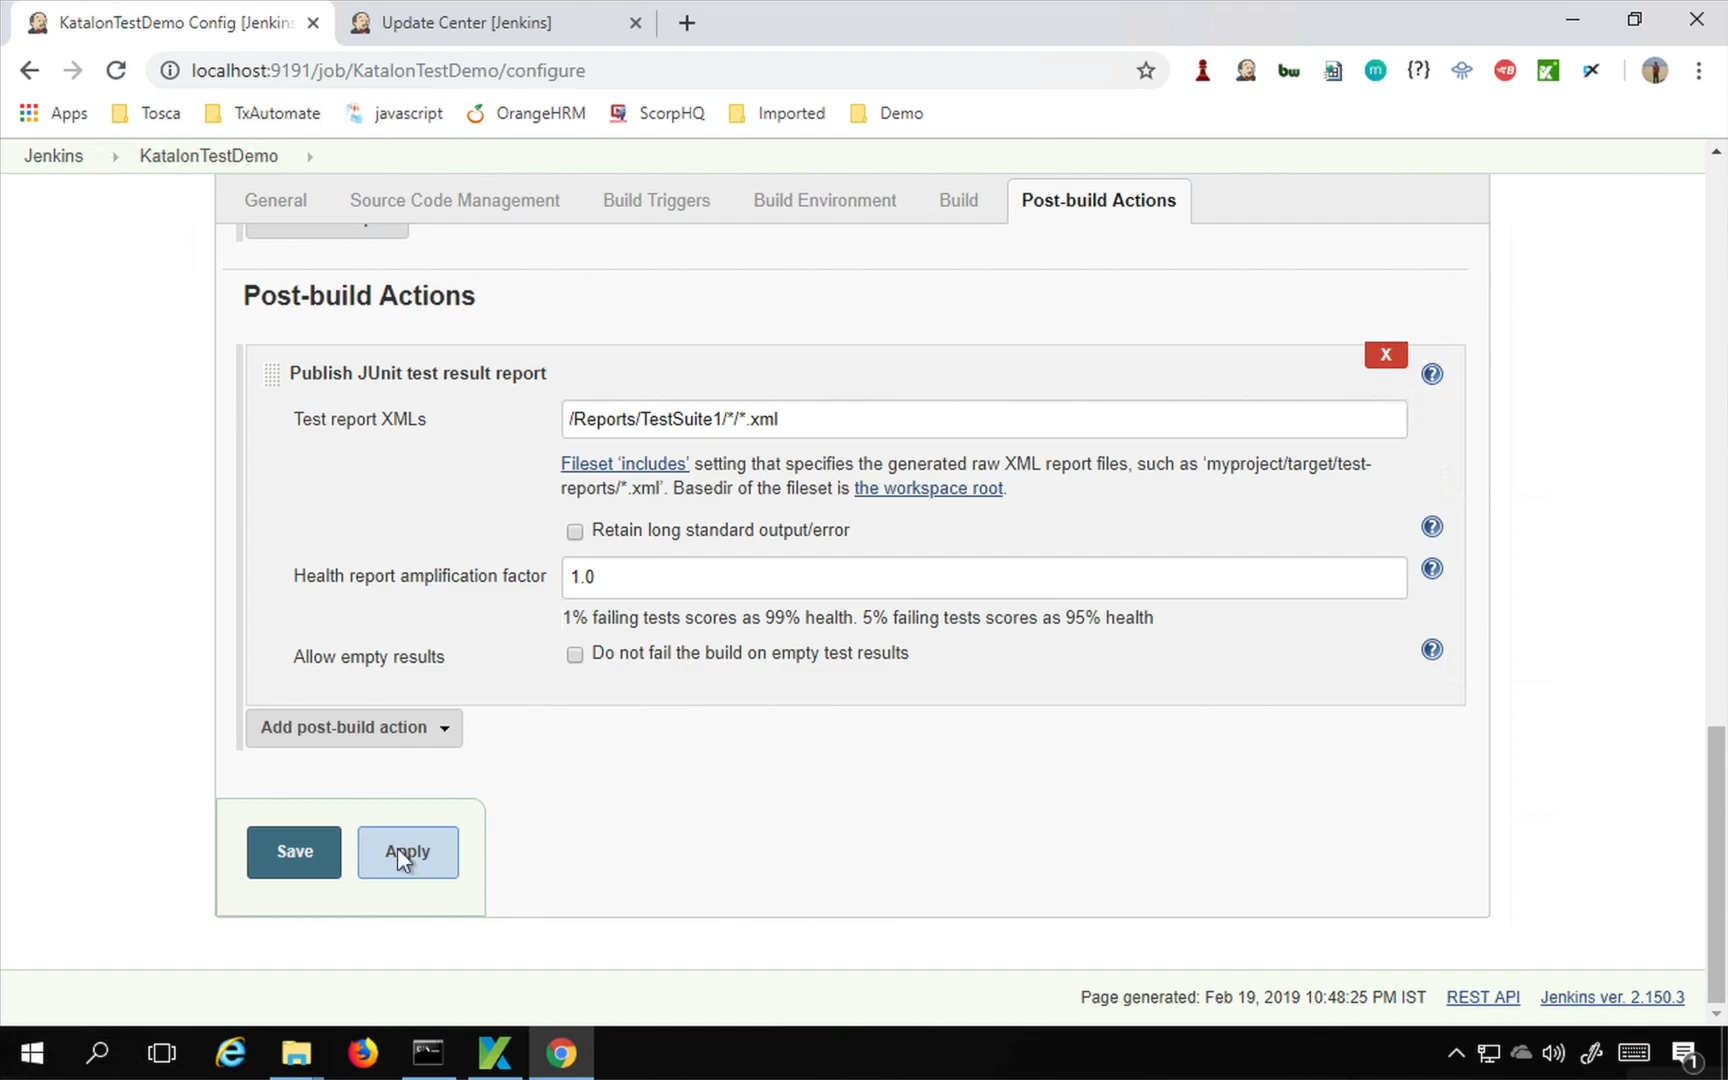 KatalonTestDemo Config [Jenkins
Update Center [Jenkins]
localhost:9191/job/KatalonTestDemo/configure
bw
m
{?}
Apps
Tosca
TxAutomate
javascript
OrangeHRM
ScorpHQ
Imported
Demo
Jenkins
KatalonTestDemo
General
Source Code Management
Build Triggers
Build Environment
Build
Post-build Actions
Post-build Actions
X
Publish JUnit test result report
Test report XMLs
/Reports/TestSuite1/*/*.xml
Fileset ‘includes’ setting that specifies the generated raw XML report files, such as ‘myproject/target/test-
reports/*.xml’. Basedir of the fileset is the workspace root.
Retain long standard output/error
Health report amplification factor
1.0
1% failing tests scores as 99% health. 5% failing tests scores as 95% health
Allow empty results
Do not fail the build on empty test results
Add post-build action
Save
Apply
Page generated: Feb 19, 2019 10:48:25 PM IST
REST API
Jenkins ver. 2.150.3
1